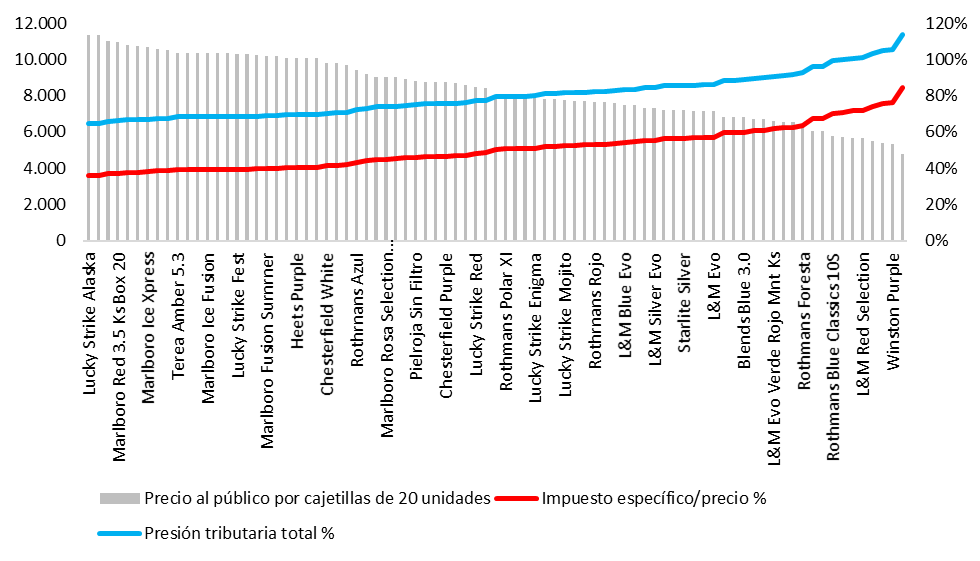 12.000
10.000
8.000
6.000
4.000
2.000
0
120%
100%
80%
60%
40%
20%
0%
Lucky Strike Alaska
Marlboro Red 3.5 Ks Box 20
Marlboro Ice Xpress
Terea Amber 5.3
Marlboro Ice Fusion
Lucky Strike Fest
Marlboro Fusion Surnrner
Heets Purple
Chesterfield White
Rothrnans Azul
Marlboro Rosa Selection…
Pielroja Sin Filtro
Chesterfield Purple
Lucky Strike Red
Rothmans Polar XI
Lucky Strike Enigma
Lucky Strike Mojito
Rothrnans Rojo
L&M Blue Evo
L&M Silver Evo
Starlite Silver
L&M Evo
Blends Blue 3.0
L&M Evo Verde Rojo Mnt Ks
Rothmans Foresta
Rothmans Blue Classics 10S
L&M Red Selection
Winston Purple
Precio al público por cajetillas de 20 unidades
Impuesto específico/precio %
Presión tributaria total %